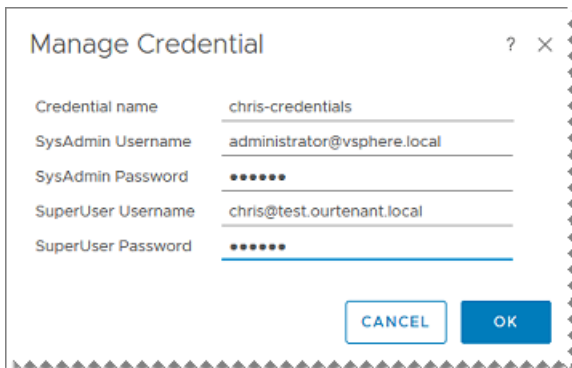 Manage Credential ? ×
Credential name chris-credentials
SysAdmin Username administrator@vsphere.local
SysAdmin Password ••••••
SuperUser Username chris@test.ourtenant.local
SuperUser Password ••••••
CANCEL OK